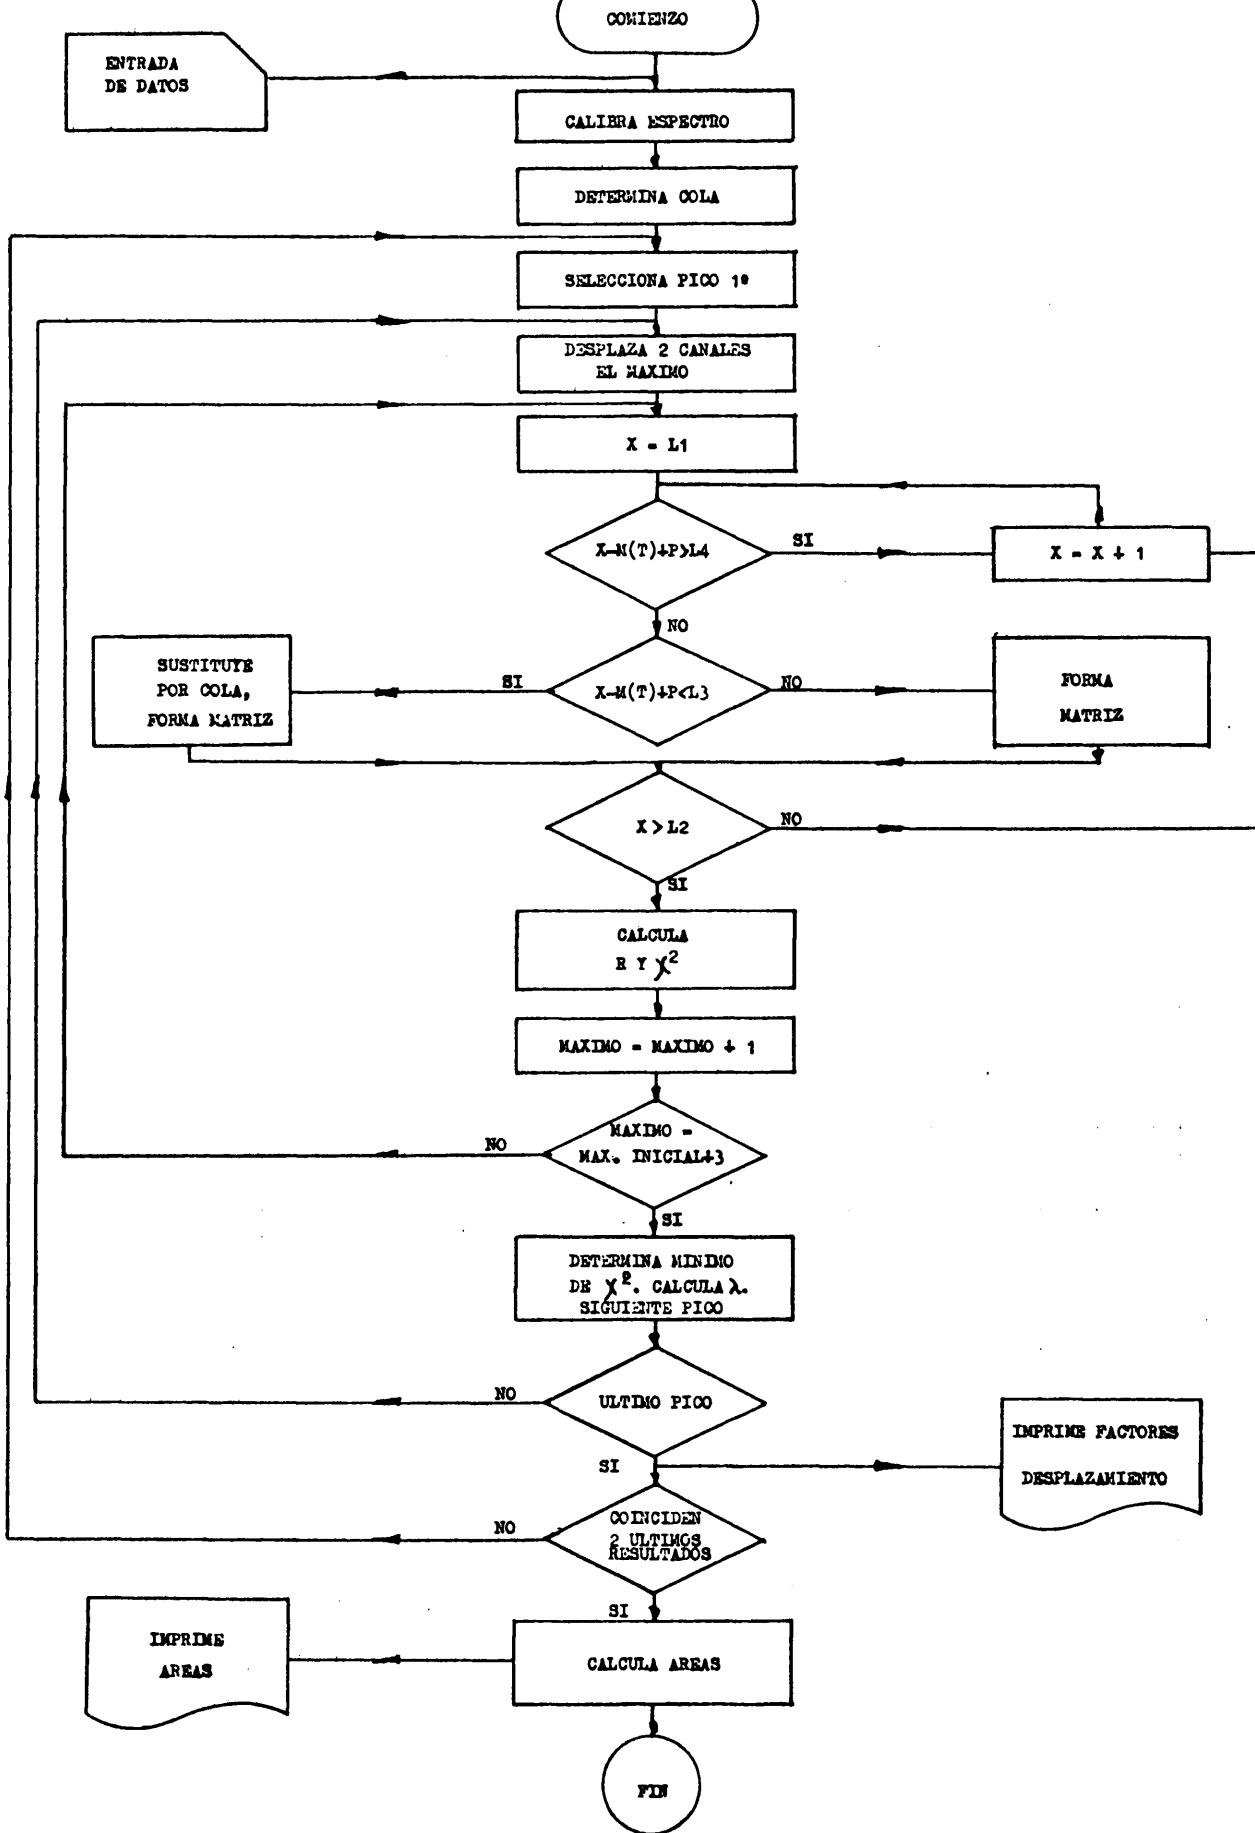 COMIENZO
ENTRADA
DE DATOS
CALIBRA ESPECTRO
DETERMINA COLA
SELECCIONA PICO 1º
DESPLAZA 2 CANALES
EL MAXIMO
X = L1
X-M(T)+P>L4
SI
X = X + 1
NO
SUSTITUYE
POR COLA,
FORMA MATRIZ
SI
X-M(T)+P<L3
NO
FORMA
MATRIZ
X > L2
NO
SI
CALCULA
R Y χ²
MAXIMO = MAXIMO + 1
NO
MAXIMO =
MAX. INICIAL+3
SI
DETERMINA MINIMO
DE χ². CALCULA λ.
SIGUIENTE PICO
NO
ULTIMO PICO
IMPRIME FACTORES
DESPLAZAMIENTO
SI
NO
COINCIDEN
2 ULTIMOS
RESULTADOS
SI
IMPRIME
AREAS
CALCULA AREAS
FIN